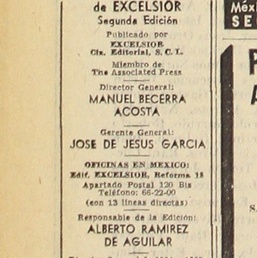 de EXCELSIOR
Segunda Edición
Publicado por
EXCELSIOR
Cía. Editorial, S. C. L.
Miembro de
The Associated Press
Director General:
MANUEL BECERRA
ACOSTA
Gerente General:
JOSE DE JESUS GARCIA
OFICINAS EN MEXICO:
Edif. EXCELSIOR, Reforma 18
Apartado Postal 120 Bis
Teléfono: 66-22-00
(con 13 líneas directas)
Responsable de la Edición:
ALBERTO RAMIREZ
DE AGUILAR